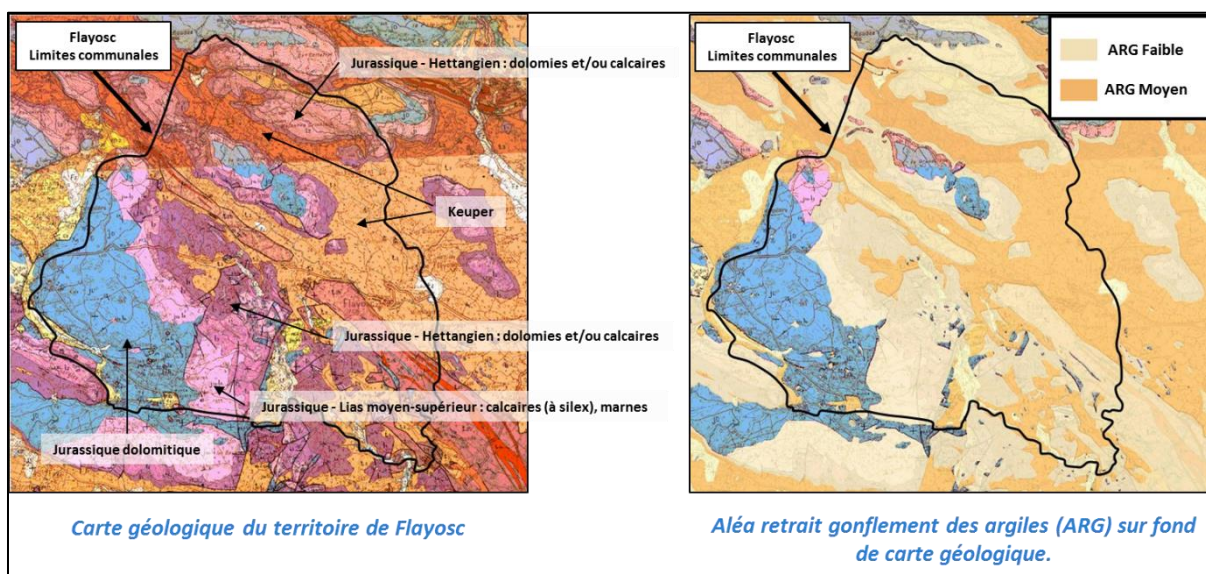 Flayosc
Limites communales
Jurassique - Hettangien : dolomies et/ou calcaires
Keuper
Jurassique - Hettangien : dolomies et/ou calcaires
Jurassique - Lias moyen-supérieur : calcaires (à silex), marnes
Jurassique dolomitique
Carte géologique du territoire de Flayosc
Flayosc
Limites communales
ARG Faible
ARG Moyen
Aléa retrait gonflement des argiles (ARG) sur fond
de carte géologique.